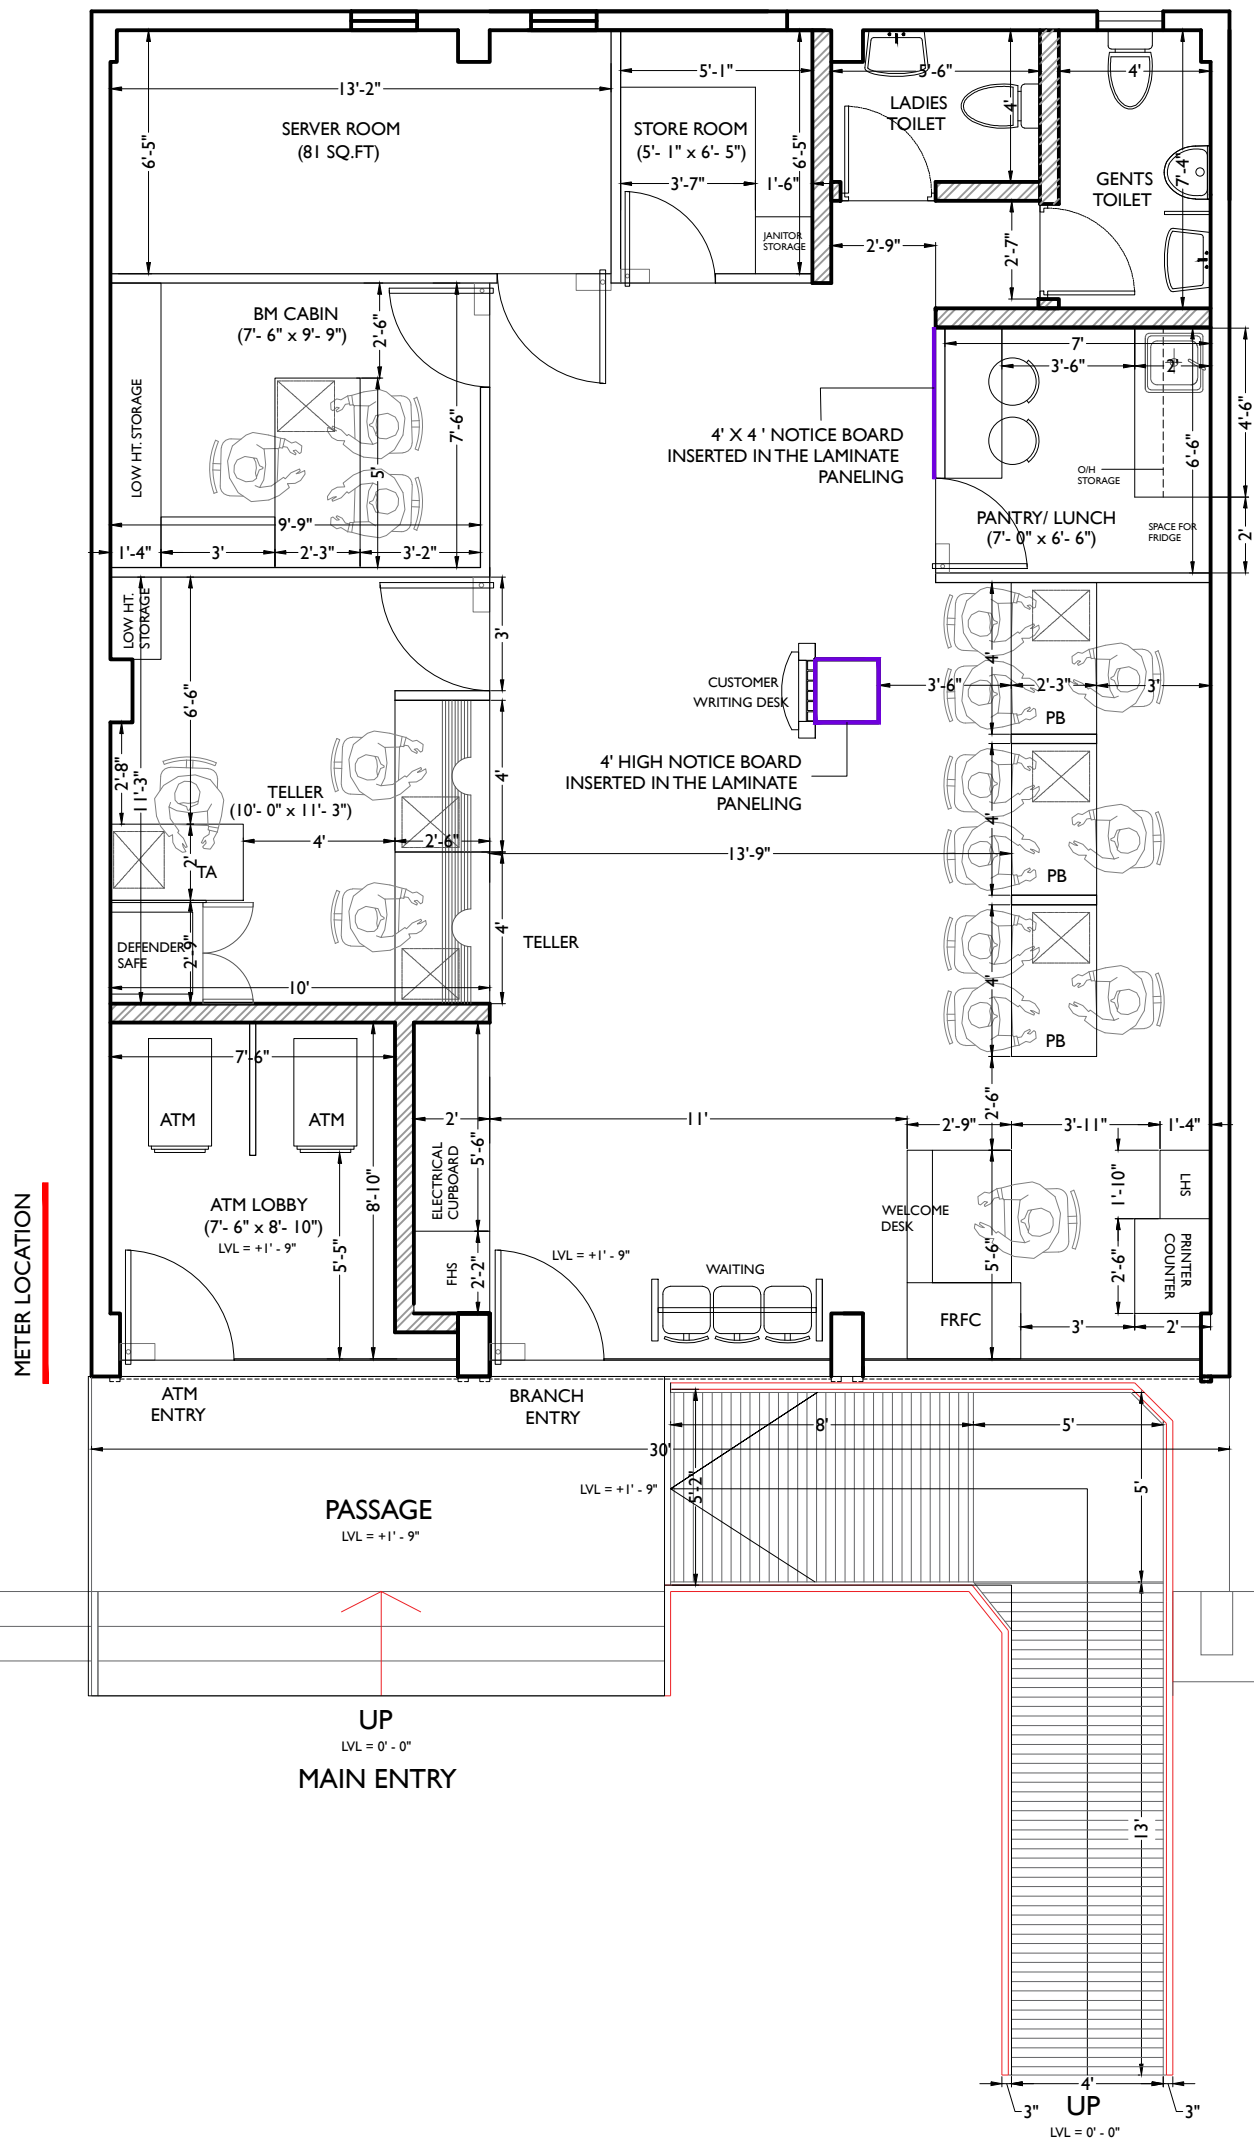 13'-2"
5'-1"
5'-6"
4'
SERVER ROOM
(81 SQ.FT)
6'-5"
STORE ROOM
(5'- 1" x 6'- 5")
6'-5"
3'-7"
1'-6"
JANITOR
STORAGE
LADIES
TOILET
4'
GENTS
TOILET
7'-4"
2'-9"
2'-7"
BM CABIN
(7'- 6" x 9'- 9")
2'-6"
LOW HT. STORAGE
7'-6"
5'
9'-9"
1'-4"
3'
2'-3"
3'-2"
7'
3'-6"
2'
4'-6"
6'-6"
4' X 4 ' NOTICE BOARD
INSERTED IN THE LAMINATE
PANELING
O/H
STORAGE
PANTRY/ LUNCH
(7'- 0" x 6'- 6")
SPACE FOR
FRIDGE
2'
LOW HT.
STORAGE
3'
6'-6"
2'-8"
11'-3"
TELLER
(10'- 0" x 11'- 3")
4'
4'
2'-6"
2'
TA
DEFENDER
SAFE
2'-9"
4'
10'
TELLER
CUSTOMER
WRITING DESK
4' HIGH NOTICE BOARD
INSERTED IN THE LAMINATE
PANELING
13'-9"
3'-6"
2'-3"
3'
4'
PB
4'
PB
4'
PB
7'-6"
ATM
ATM
8'-10"
ATM LOBBY
(7'- 6" x 8'- 10")
LVL = +1' - 9"
5'-5"
2'
11'
ELECTRICAL
CUPBOARD
5'-6"
FHS
2'-2"
LVL = +1' - 9"
WAITING
2'-6"
2'-9"
3'-11"
1'-4"
1'-10"
LHS
WELCOME
DESK
5'-6"
2'-6"
PRINTER
COUNTER
FRFC
3'
2'
METER LOCATION
ATM
ENTRY
BRANCH
ENTRY
30'
8'
5'
5'-2"
5'
LVL = +1' - 9"
PASSAGE
LVL = +1' - 9"
UP
LVL = 0' - 0"
MAIN ENTRY
13'
4'
3"
3"
UP
LVL = 0' - 0"